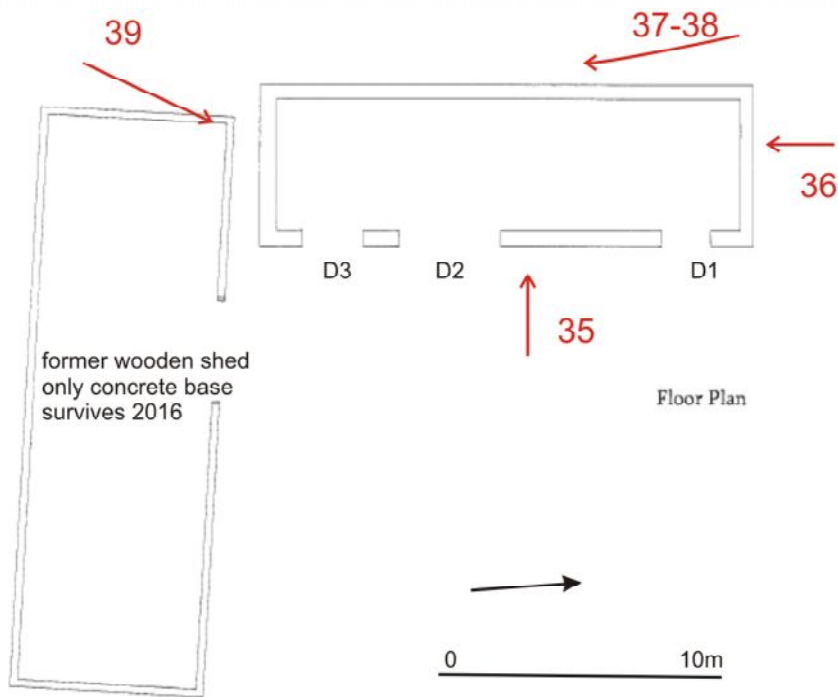 39
37-38
36
D3
D2
D1
35
former wooden shed
only concrete base
survives 2016
Floor Plan
0
10m